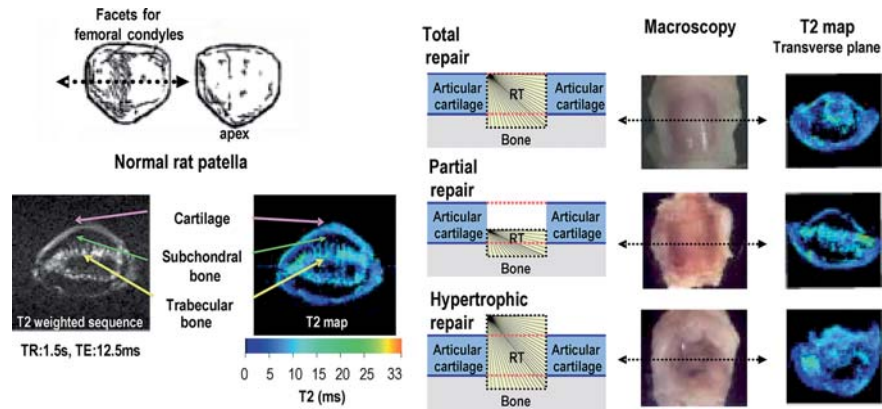 Facets for
femoral condyles
apex
Normal rat patella
Cartilage
Subchondral
bone
Trabecular
bone
T2 weighted sequence
T2 map
TR:1.5s, TE:12.5ms
0 5 10 15 25 33
T2 (ms)
Macroscopy
T2 map
Transverse plane
Total
repair
Articular
cartilage
RT
Articular
cartilage
Bone
Partial
repair
Articular
cartilage
RT
Articular
cartilage
Bone
Hypertrophic
repair
Articular
cartilage
RT
Articular
cartilage
Bone